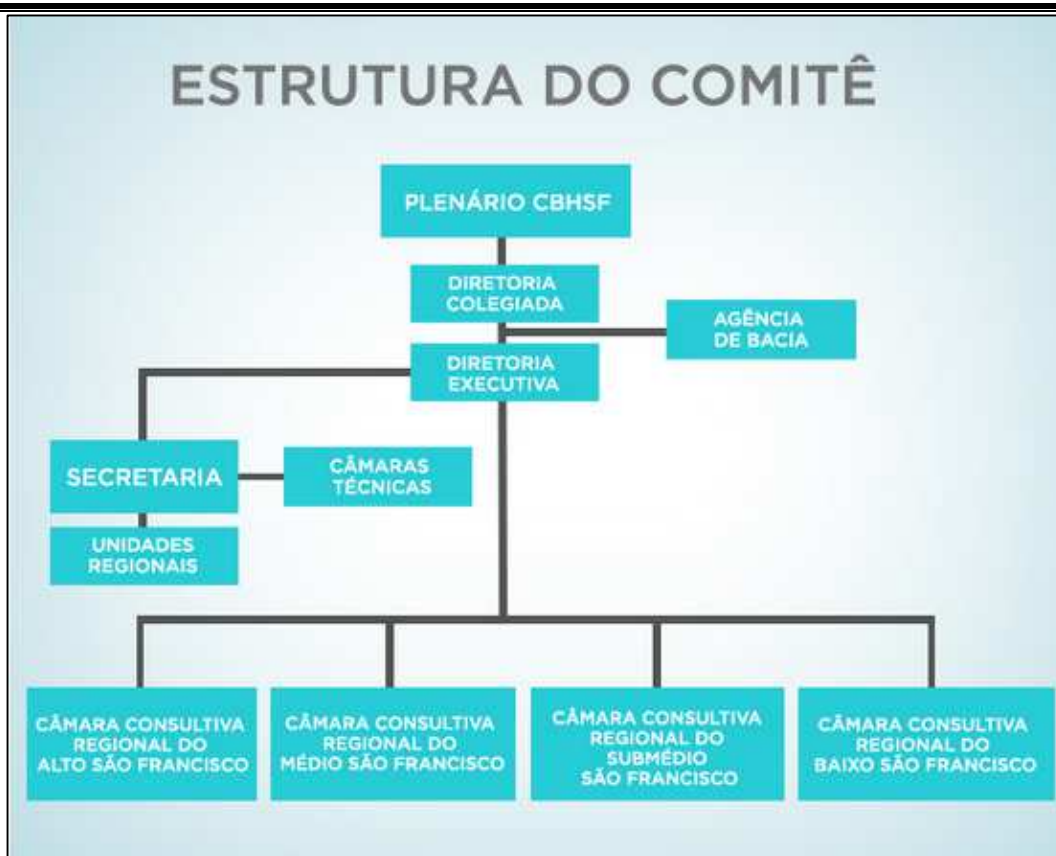 ESTRUTURA DO COMITÊ
PLENÁRIO CBHSF
DIRETORIA
COLEGIADA
AGÊNCIA
DE BACIA
DIRETORIA
EXECUTIVA
SECRETARIA
CÂMARAS
TÉCNICAS
UNIDADES
REGIONAIS
CÂMARA CONSULTIVA
REGIONAL DO
ALTO SÃO FRANCISCO
CÂMARA CONSULTIVA
REGIONAL DO
MÉDIO SÃO FRANCISCO
CÂMARA CONSULTIVA
REGIONAL DO
SUBMÉDIO
SÃO FRANCISCO
CÂMARA CONSULTIVA
REGIONAL DO
BAIXO SÃO FRANCISCO